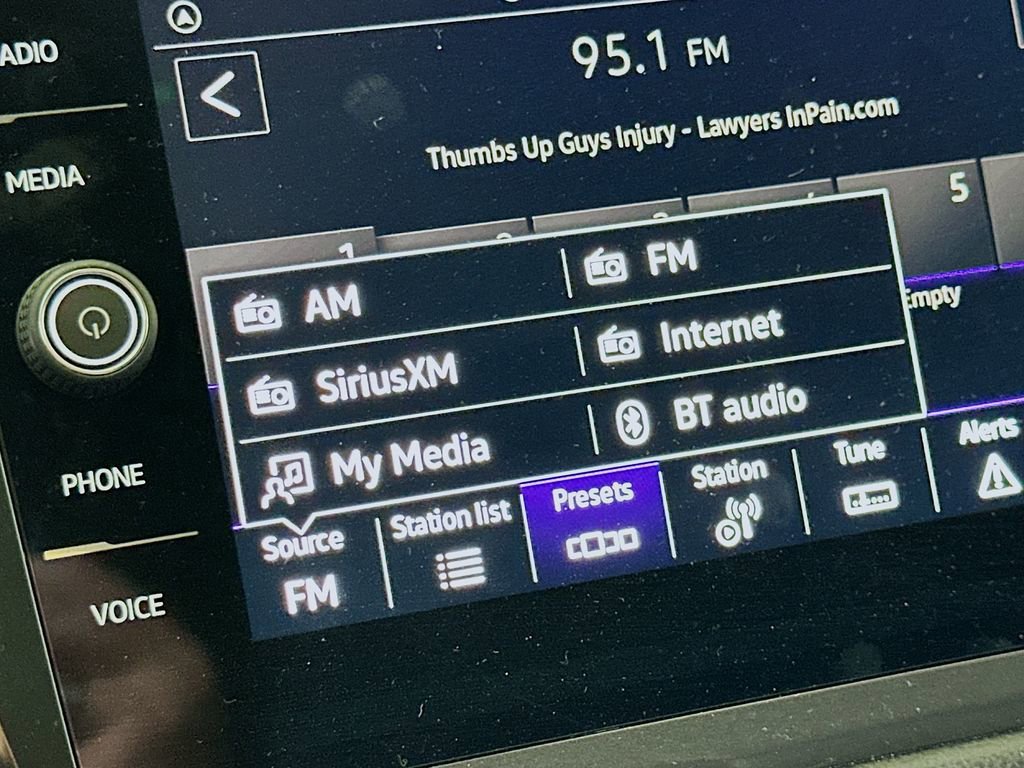 ADIO
95.1 FM
Thumbs Up Guys Injury - Lawyers InPain.com
MEDIA
1
5
AM
FM
Empty
SiriusXM
Internet
My Media
BT audio
PHONE
Source
FM
Station list
Presets
Station
Tune
Alerts
VOICE